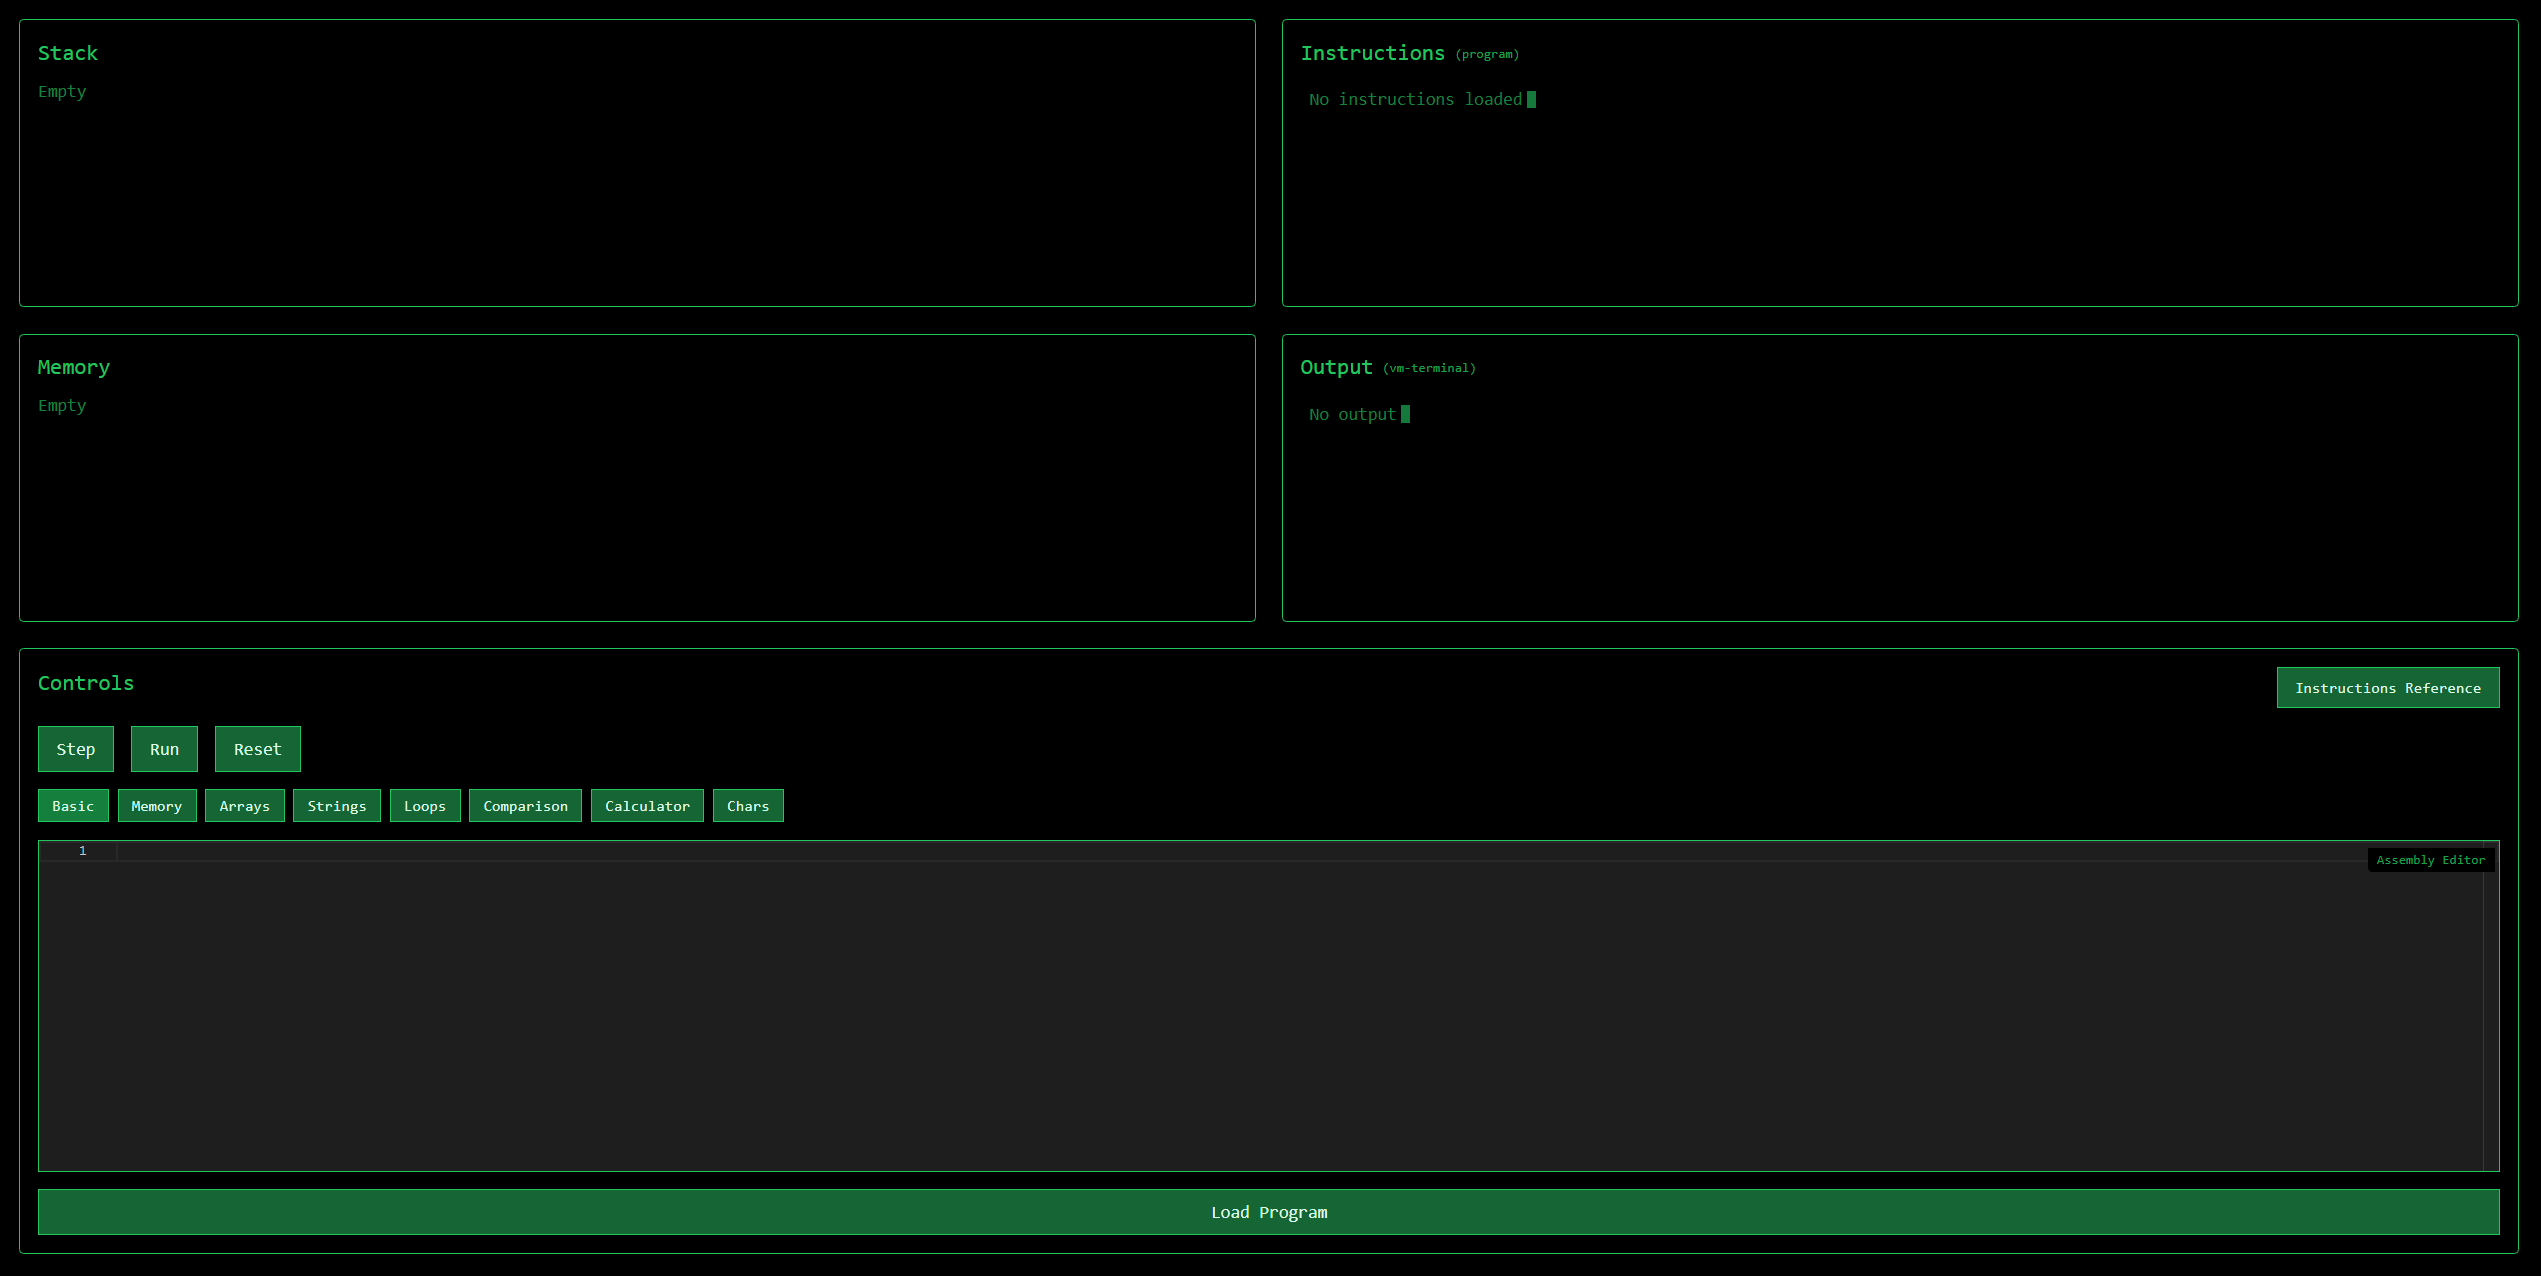 Stack
Empty
Instructions (program)
No instructions loaded
Memory
Empty
Output (vm-terminal)
No output
Controls
Instructions Reference
Step Run Reset
Basic Memory Arrays Strings Loops Comparison Calculator Chars
1
Assembly Editor
Load Program